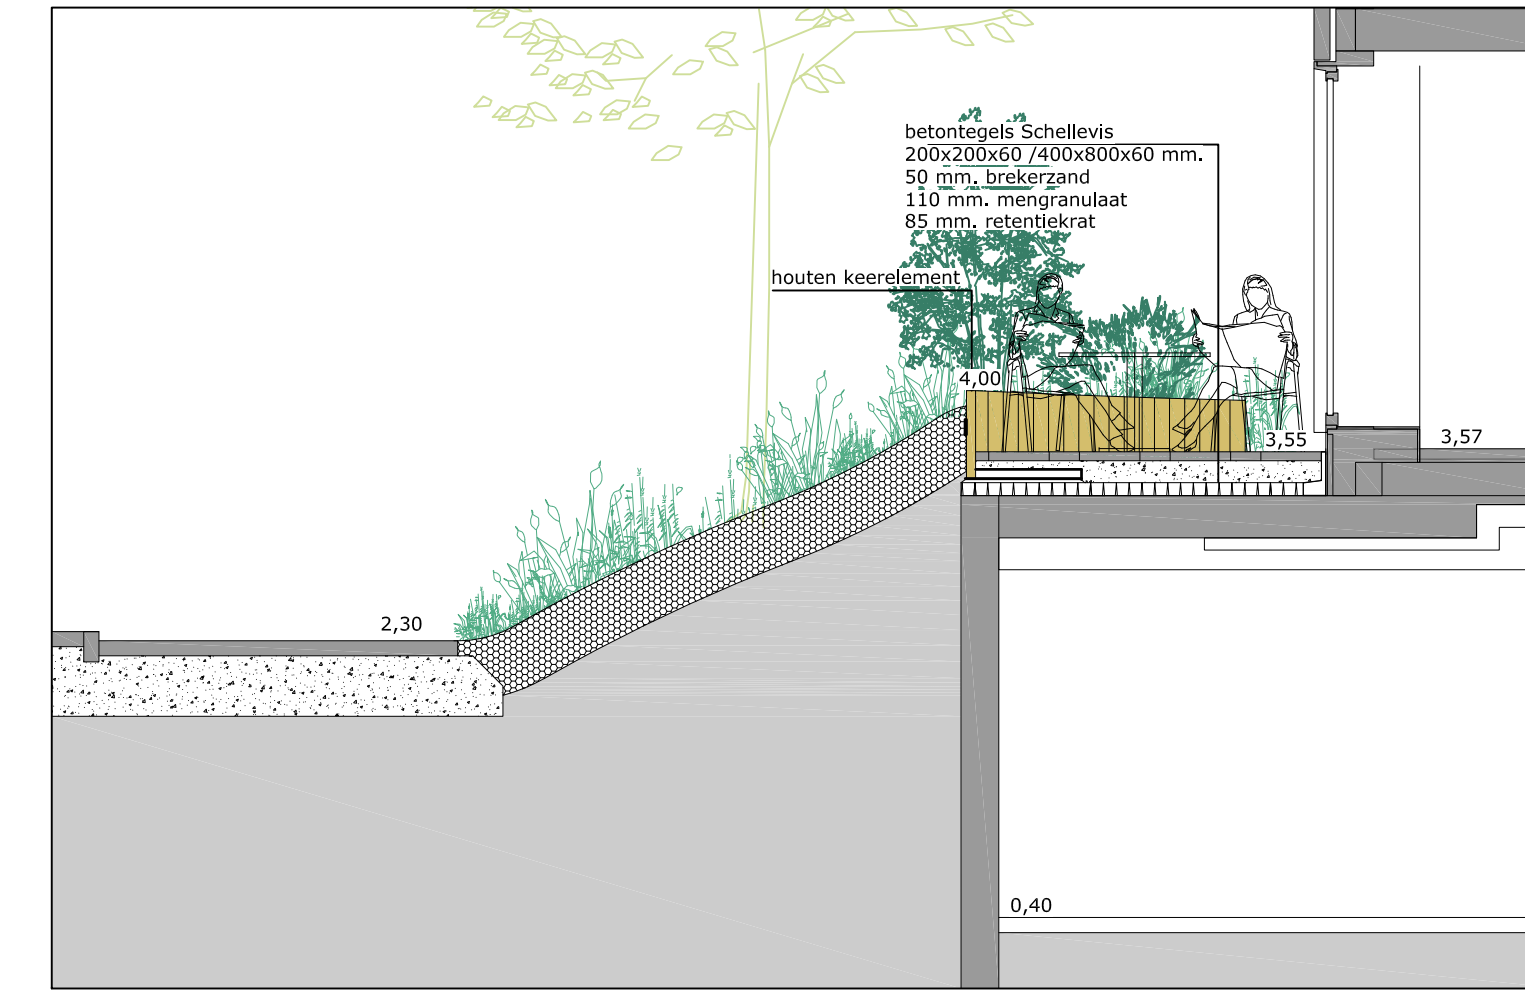 betontegels Schellevis
200x200x60 /400x800x60 mm.
50 mm. brekerzand
110 mm. mengranulaat
85 mm. retentiekrat
houten keerelement
4,00
3,55
3,57
2,30
0,40